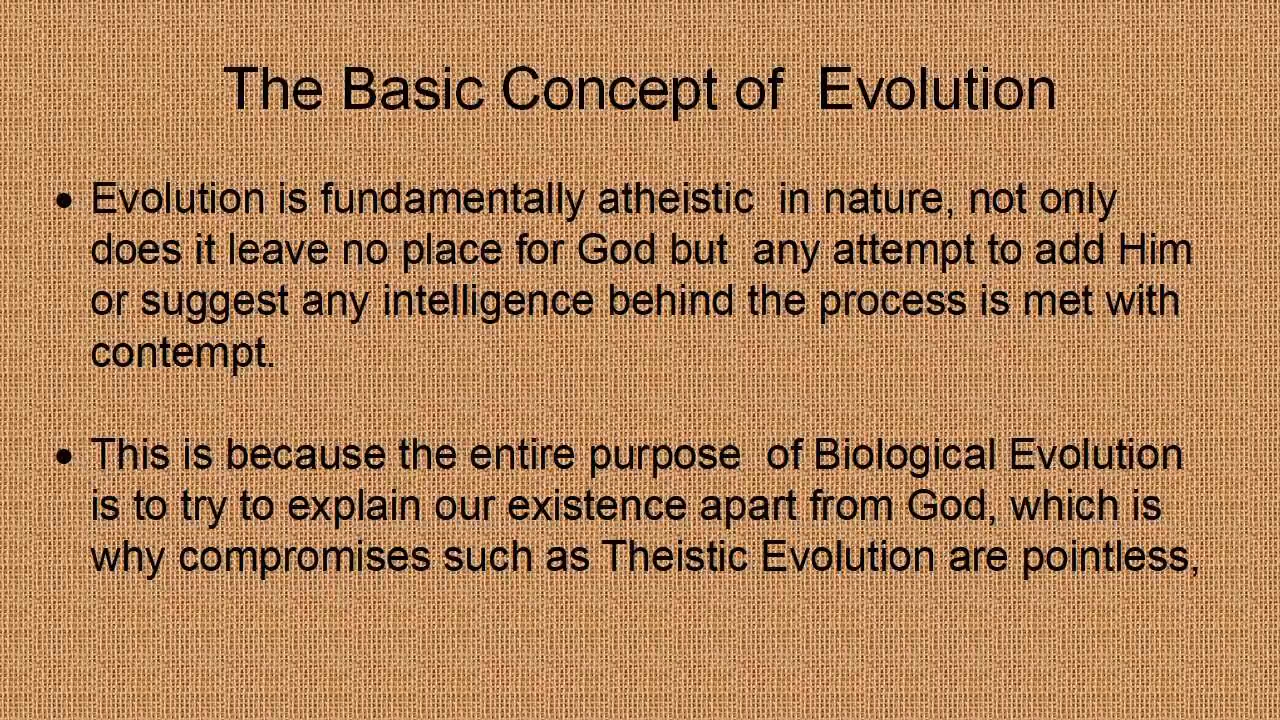 The Basic Concept of  Evolution
• Evolution is fundamentally atheistic  in nature, not only
does it leave no place for God but  any attempt to add Him
or suggest any intelligence behind the process is met with
contempt.
• This is because the entire purpose  of Biological Evolution
is to try to explain our existence apart from God, which is
why compromises such as Theistic Evolution are pointless,